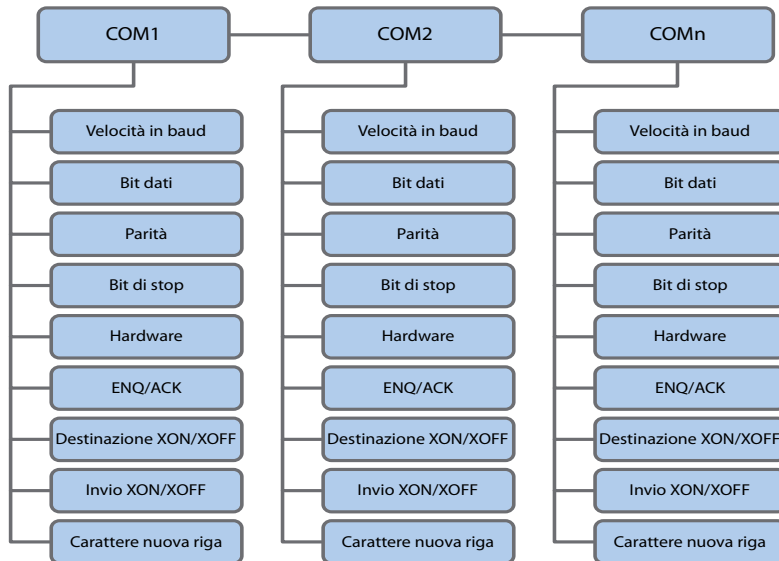 COM1
COM2
COMn
Velocità in baud
Velocità in baud
Velocità in baud
Bit dati
Bit dati
Bit dati
Parità
Parità
Parità
Bit di stop
Bit di stop
Bit di stop
Hardware
Hardware
Hardware
ENQ/ACK
ENQ/ACK
ENQ/ACK
Destinazione XON/XOFF
Destinazione XON/XOFF
Destinazione XON/XOFF
Invio XON/XOFF
Invio XON/XOFF
Invio XON/XOFF
Carattere nuova riga
Carattere nuova riga
Carattere nuova riga